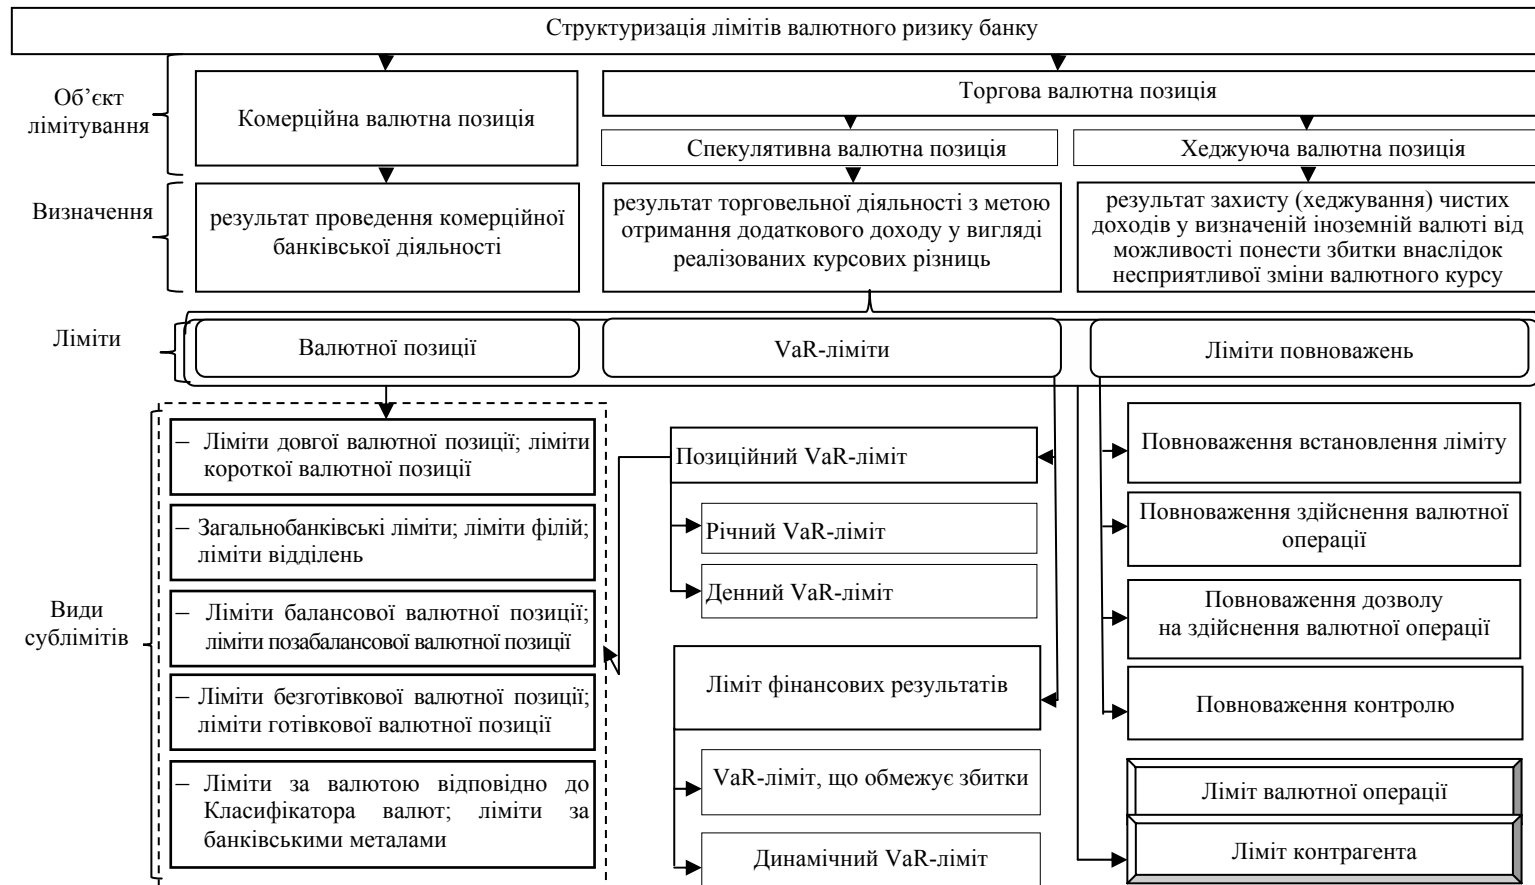 Структуризація лімітів валютного ризику банку
Об’єкт
лімітування
Комерційна валютна позиція
Торгова валютна позиція
Спекулятивна валютна позиція
Хеджуюча валютна позиція
Визначення
результат проведення комерційної
банківської діяльності
результат торговельної діяльності з метою
отримання додаткового доходу у вигляді
реалізованих курсових різниць
результат захисту (хеджування) чистих
доходів у визначеній іноземній валюті від
можливості понести збитки внаслідок
несприятливої зміни валютного курсу
Ліміти
Валютної позиції
VaR-ліміти
Ліміти повноважень
Види
сублімітів
– Ліміти довгої валютної позиції; ліміти
короткої валютної позиції
– Загальнобанківські ліміти; ліміти філій;
ліміти відділень
– Ліміти балансової валютної позиції;
ліміти позабалансової валютної позиції
– Ліміти безготівкової валютної позиції;
ліміти готівкової валютної позиції
– Ліміти за валютою відповідно до
Класифікатора валют; ліміти за
банківськими металами
Позиційний VaR-ліміт
Річний VaR-ліміт
Денний VaR-ліміт
Ліміт фінансових результатів
VaR-ліміт, що обмежує збитки
Динамічний VaR-ліміт
Повноваження встановлення ліміту
Повноваження здійснення валютної
операції
Повноваження дозволу
на здійснення валютної операції
Повноваження контролю
Ліміт валютної операції
Ліміт контрагента